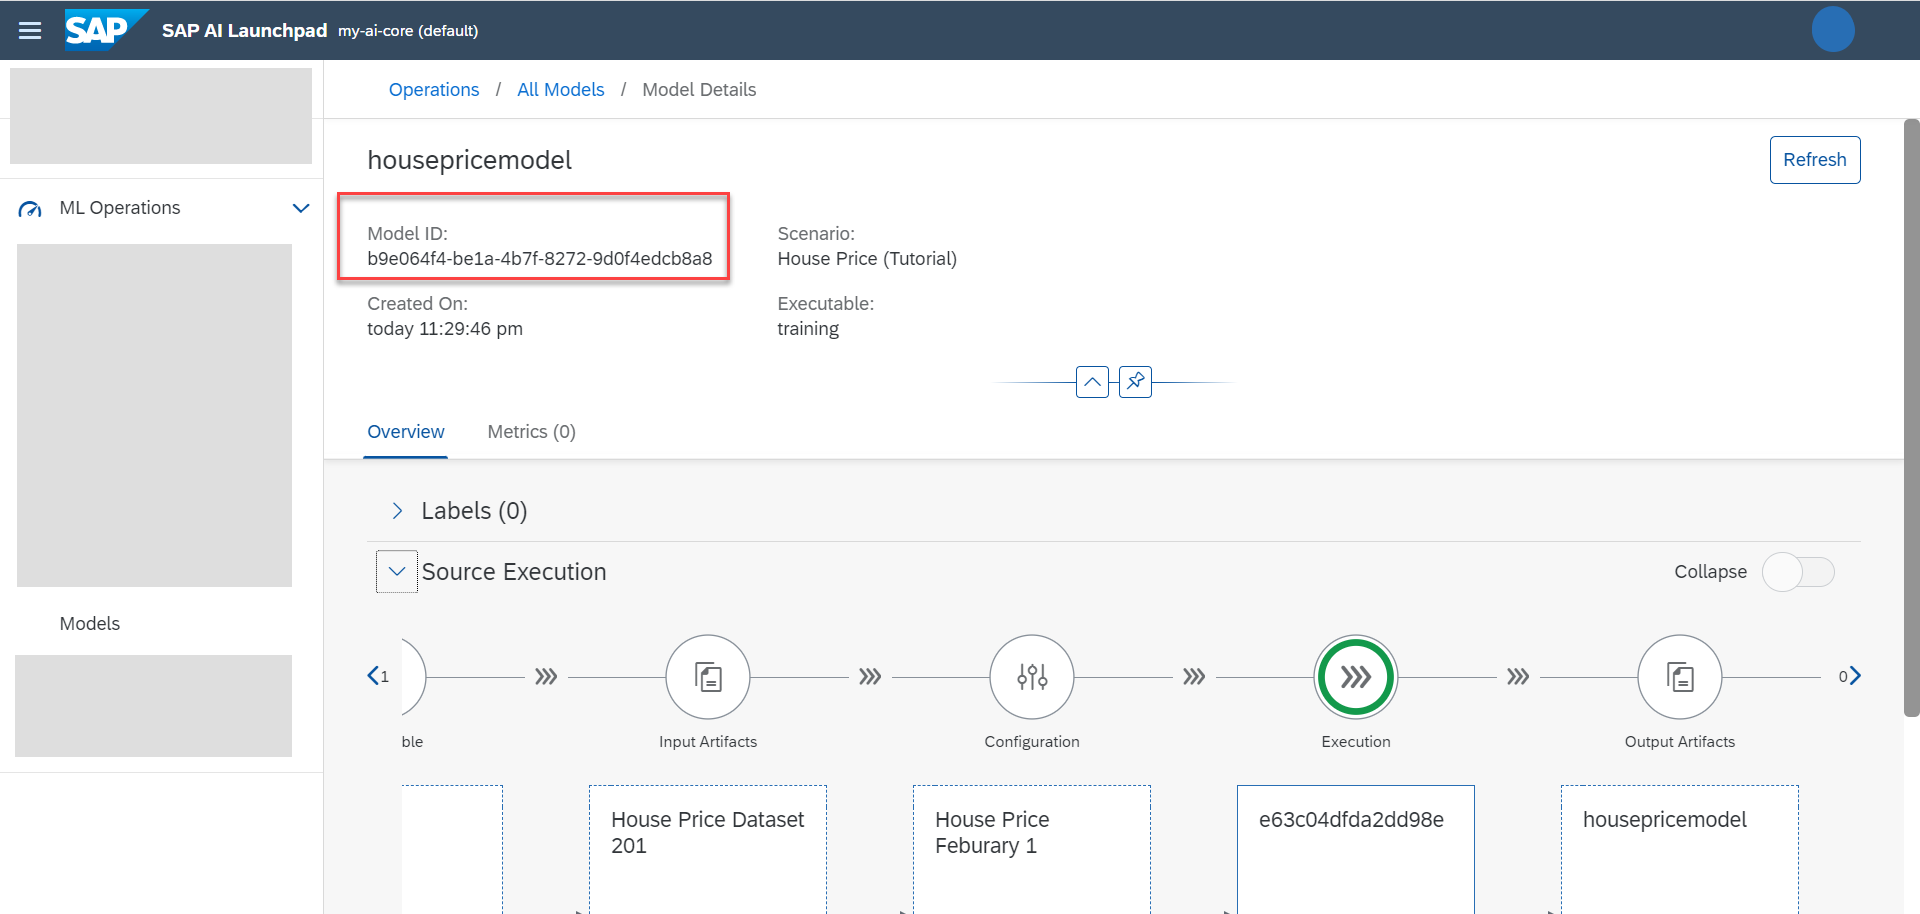 SAP SAP AI Launchpad my-ai-core (default)
Operations / All Models / Model Details
housepricemodel
Refresh
ML Operations
Model ID:
b9e064f4-be1a-4b7f-8272-9d0f4edcb8a8
Scenario:
House Price (Tutorial)
Created On:
today 11:29:46 pm
Executable:
training
Overview Metrics (0)
Labels (0)
Source Execution
Collapse
Models
1
0
ble
Input Artifacts
Configuration
Execution
Output Artifacts
House Price Dataset
201
House Price
Feburary 1
e63c04dfda2dd98e
housepricemodel